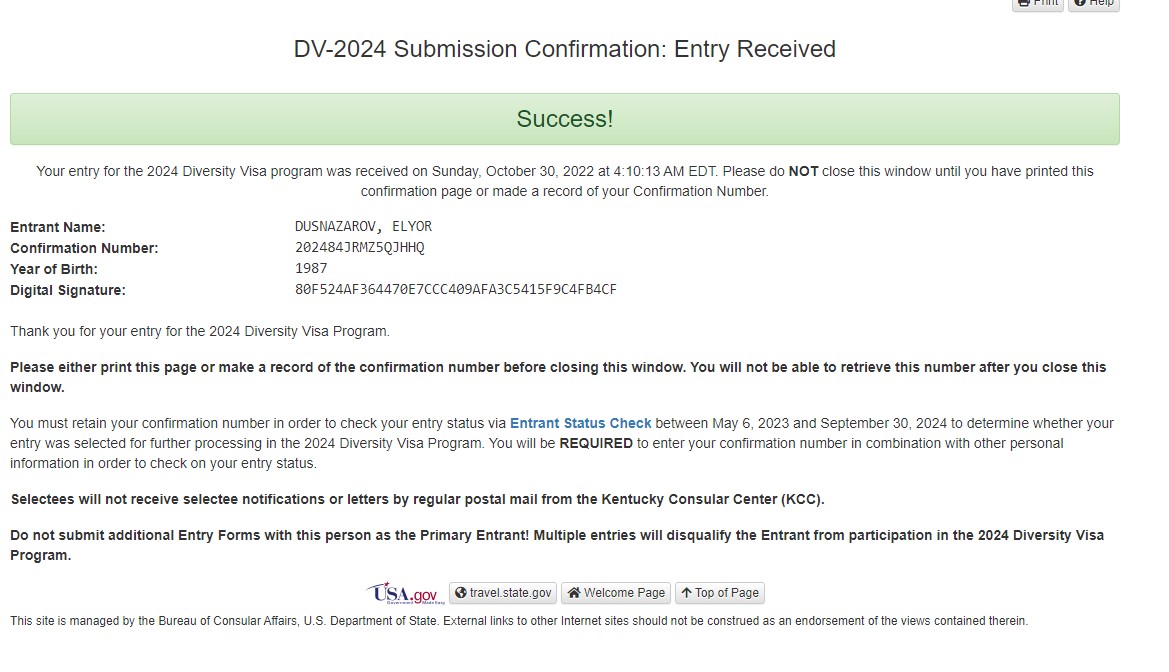 Print Help
DV-2024 Submission Confirmation: Entry Received
Success!
Your entry for the 2024 Diversity Visa program was received on Sunday, October 30, 2022 at 4:10:13 AM EDT. Please do NOT close this window until you have printed this
confirmation page or made a record of your Confirmation Number.
Entrant Name: DUSNAZAROV, ELYOR
Confirmation Number: 202484JRMZ5QJHHQ
Year of Birth: 1987
Digital Signature: 80F524AF364470E7CCC409AFA3C5415F9C4FB4CF
Thank you for your entry for the 2024 Diversity Visa Program.
Please either print this page or make a record of the confirmation number before closing this window. You will not be able to retrieve this number after you close this
window.
You must retain your confirmation number in order to check your entry status via Entrant Status Check between May 6, 2023 and September 30, 2024 to determine whether your
entry was selected for further processing in the 2024 Diversity Visa Program. You will be REQUIRED to enter your confirmation number in combination with other personal
information in order to check on your entry status.
Selectees will not receive selectee notifications or letters by regular postal mail from the Kentucky Consular Center (KCC).
Do not submit additional Entry Forms with this person as the Primary Entrant! Multiple entries will disqualify the Entrant from participation in the 2024 Diversity Visa
Program.
USA.gov travel.state.gov Welcome Page Top of Page
Government Made Easy
This site is managed by the Bureau of Consular Affairs, U.S. Department of State. External links to other Internet sites should not be construed as an endorsement of the views contained therein.